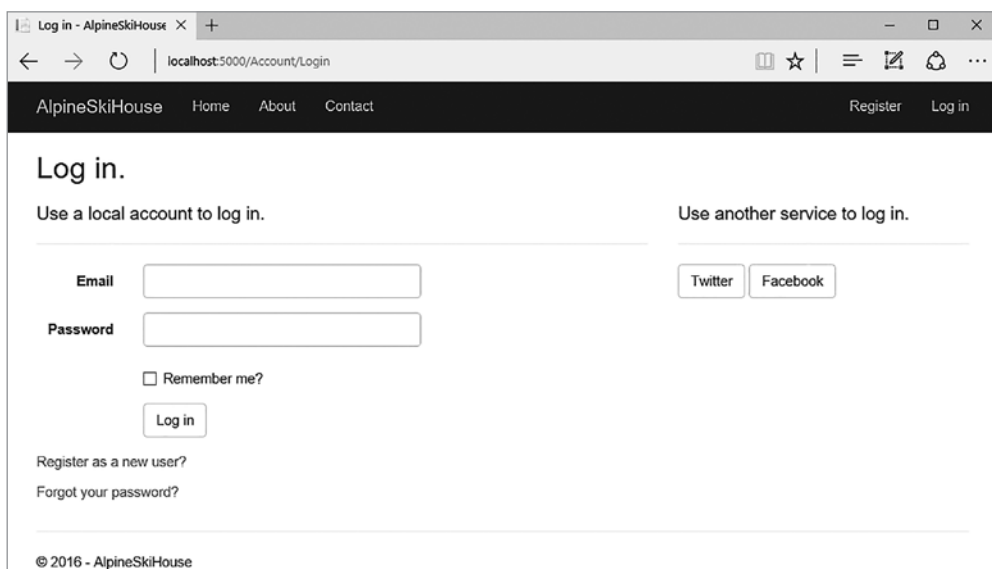 Log in - AlpineSkiHouse
localhost:5000/Account/Login
AlpineSkiHouse Home About Contact Register Log in
Log in.
Use a local account to log in. Use another service to log in.
Email Twitter Facebook
Password
Remember me?
Log in
Register as a new user?
Forgot your password?
© 2016 - AlpineSkiHouse